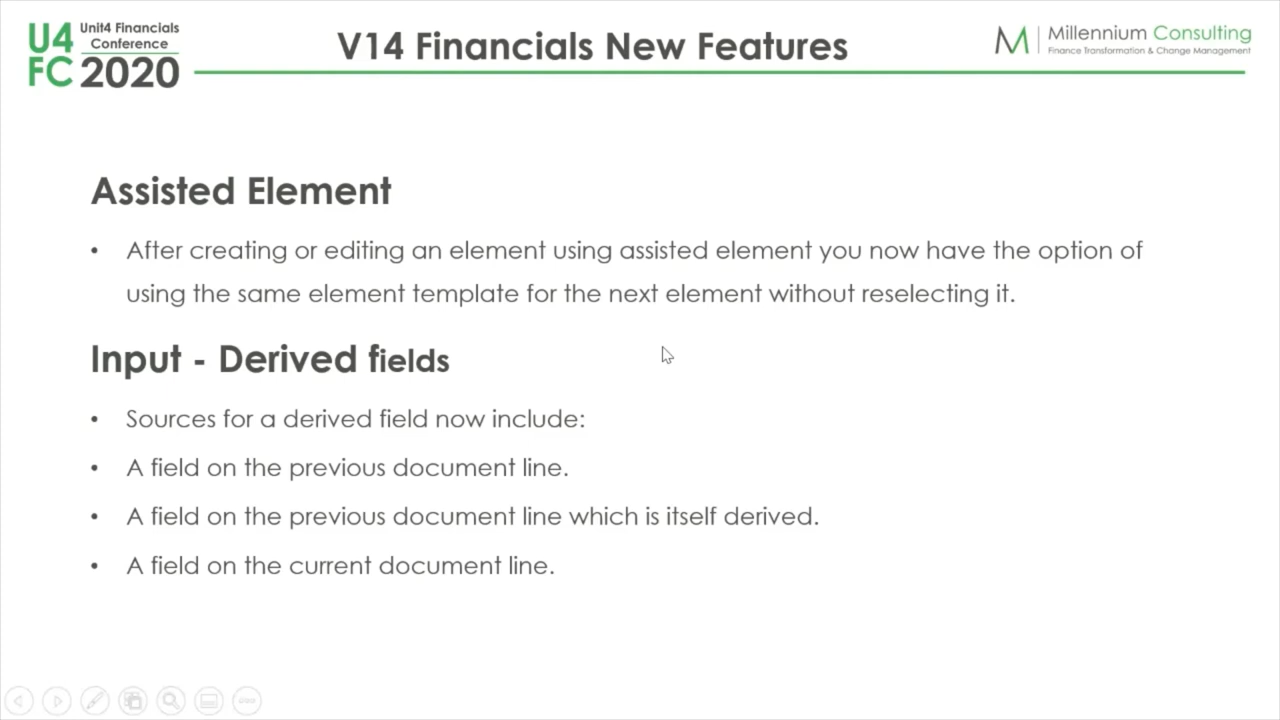 U4 Unit4 Financials
Conference
FC 2020
V14 Financials New Features
Millennium Consulting
Finance Transformation & Change Management
Assisted Element
• After creating or editing an element using assisted element you now have the option of
using the same element template for the next element without reselecting it.
Input - Derived fields
• Sources for a derived field now include:
• A field on the previous document line.
• A field on the previous document line which is itself derived.
• A field on the current document line.